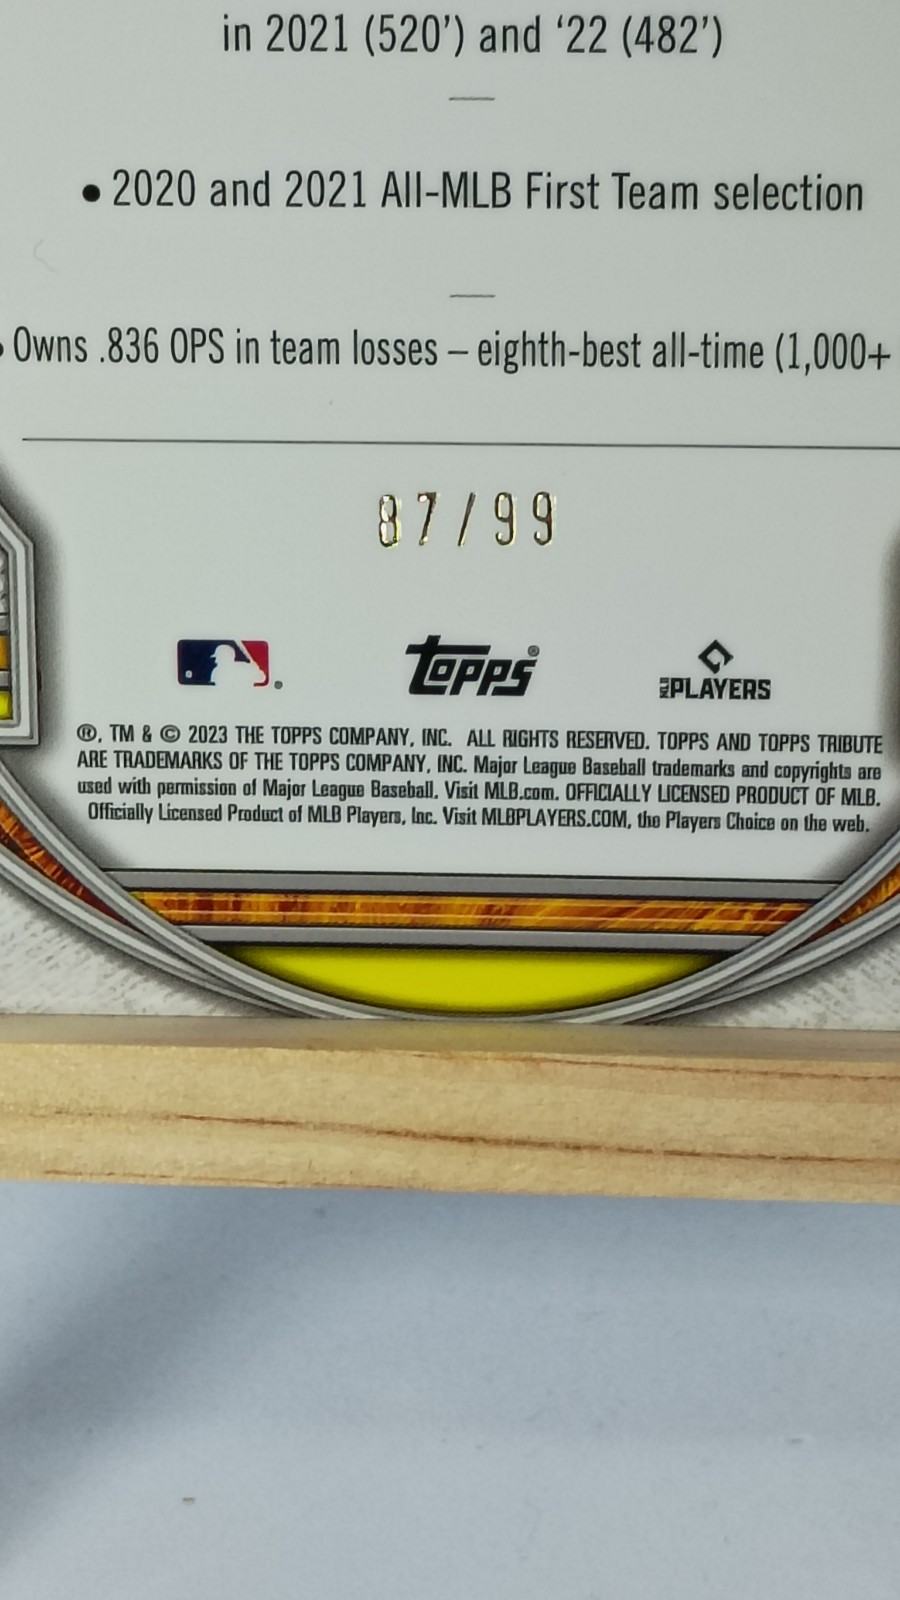 in 2021 (520’) and ‘22 (482’)
• 2020 and 2021 All-MLB First Team selection
• Owns .836 OPS in team losses – eighth-best all-time (1,000+
87/99
Topps®
PLAYERS
®, TM & © 2023 THE TOPPS COMPANY, INC. ALL RIGHTS RESERVED. TOPPS AND TOPPS TRIBUTE
ARE TRADEMARKS OF THE TOPPS COMPANY, INC. Major League Baseball trademarks and copyrights are
used with permission of Major League Baseball. Visit MLB.com. OFFICIALLY LICENSED PRODUCT OF MLB.
Officially Licensed Product of MLB Players, Inc. Visit MLBPLAYERS.COM, the Players Choice on the web.